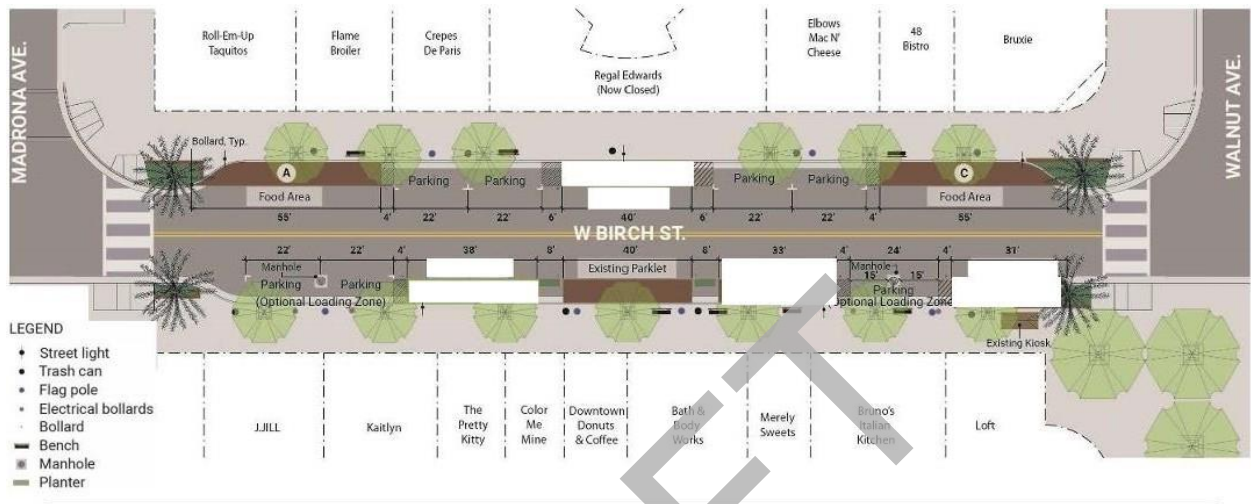 MADRONA AVE.
WALNUT AVE.
Roll-Em-Up
Taquitos
Flame
Broiler
Crepes
De Paris
Regal Edwards
(Now Closed)
Elbows
Mac N'
Cheese
48
Bistro
Bruxie
Bollard, Typ.
A
Parking
Parking
Parking
Parking
C
Food Area
Food Area
55'
4'
22'
22'
6'
40'
6'
22'
22'
4'
55'
W BIRCH ST.
22'
22'
4'
38'
8'
40'
8'
33'
4'
24'
4'
31'
Manhole
Existing Parklet
Manhole
15'
15'
Parking
Parking
Parking
(Optional Loading Zone)
Optional Loading Zone
Existing Kiosk
LEGEND
Street light
Trash can
Flag pole
Electrical bollards
Bollard
Bench
Manhole
Planter
J.JILL
Kaitlyn
The
Pretty
Kitty
Color
Me
Mine
Downtown
Donuts
& Coffee
Bath &
Body
Works
Merely
Sweets
Bruno's
Italian
Kitchen
Loft